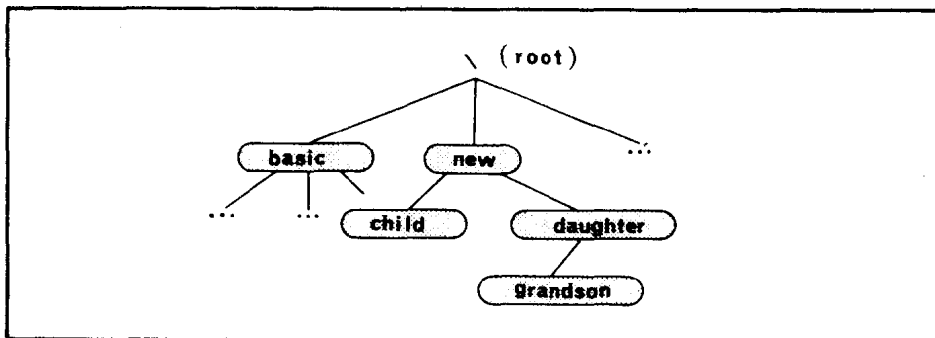 \ (root)
basic new ...
... ... child daughter
grandson